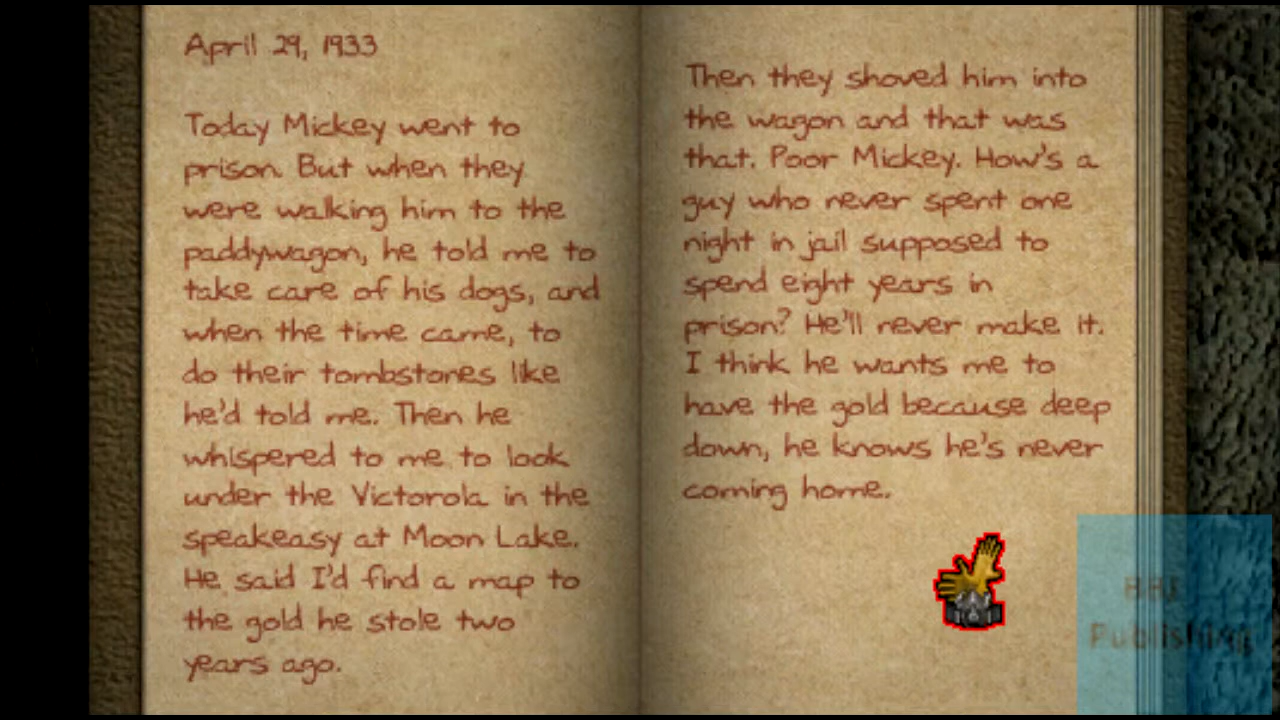 April 29, 1933
Today Mickey went to
prison. But when they
were walking him to the
paddywagon, he told me to
take care of his dogs, and
when the time came, to
do their tombstones like
he'd told me. Then he
whispered to me to look
under the Victorola in the
speakeasy at Moon Lake.
He said I'd find a map to
the gold he stole two
years ago.
Then they shoved him into
the wagon and that was
that. Poor Mickey. How's a
guy who never spent one
night in jail supposed to
spend eight years in
prison? He'll never make it.
I think he wants me to
have the gold because deep
down, he knows he's never
coming home.
Publishing